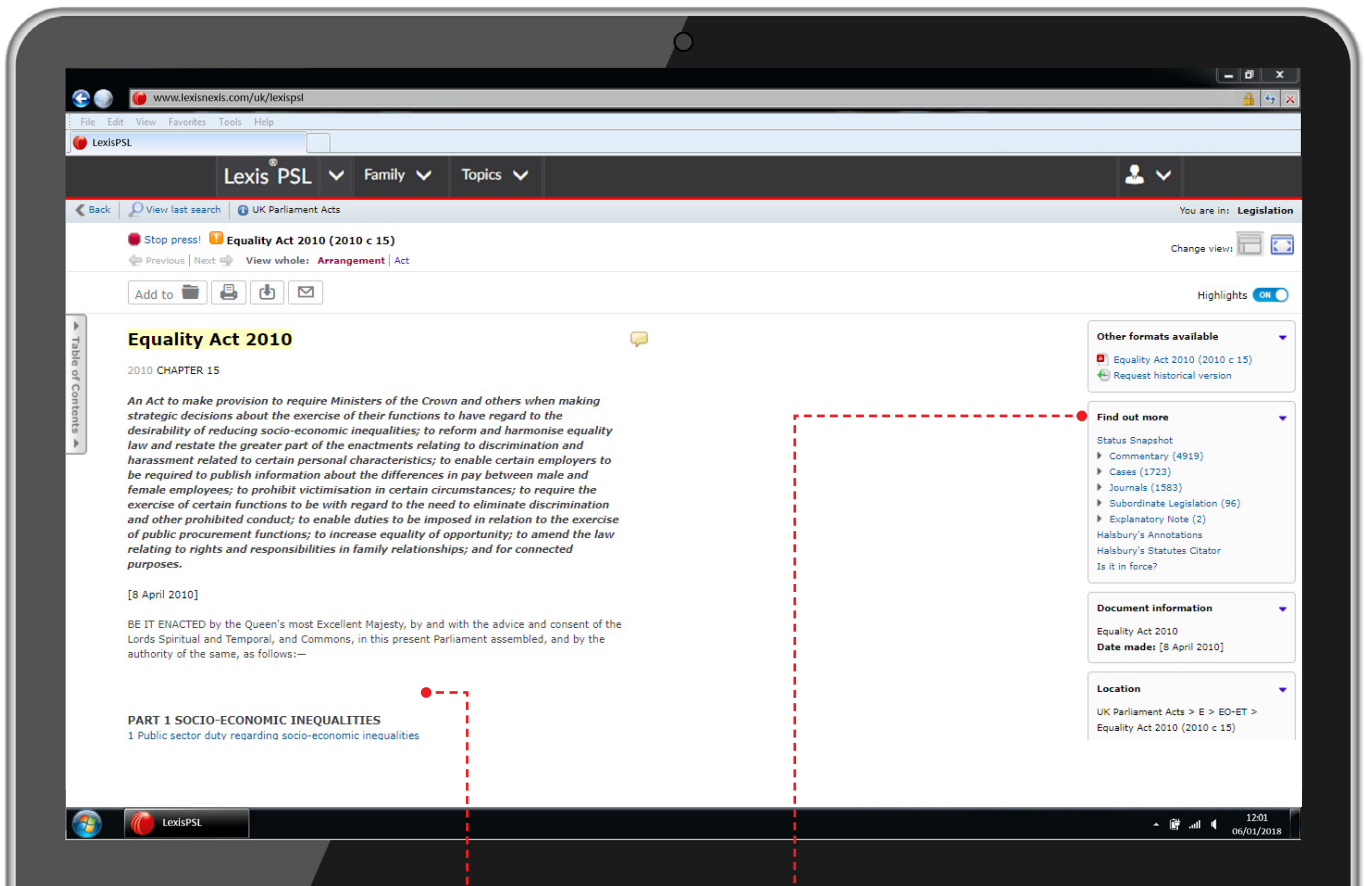 www.lexisnexis.com/uk/lexispsl
File Edit View Favorites Tools Help
LexisPSL
Lexis®PSL Family Topics
Back View last search UK Parliament Acts You are in: Legislation
Stop press! Equality Act 2010 (2010 c 15)
Previous | Next View whole: Arrangement | Act
Change view:
Add to
Highlights ON
Table of Contents
Equality Act 2010
2010 CHAPTER 15
An Act to make provision to require Ministers of the Crown and others when making
strategic decisions about the exercise of their functions to have regard to the
desirability of reducing socio-economic inequalities; to reform and harmonise equality
law and restate the greater part of the enactments relating to discrimination and
harassment related to certain personal characteristics; to enable certain employers to
be required to publish information about the differences in pay between male and
female employees; to prohibit victimisation in certain circumstances; to require the
exercise of certain functions to be with regard to the need to eliminate discrimination
and other prohibited conduct; to enable duties to be imposed in relation to the exercise
of public procurement functions; to increase equality of opportunity; to amend the law
relating to rights and responsibilities in family relationships; and for connected
purposes.
[8 April 2010]
BE IT ENACTED by the Queen's most Excellent Majesty, by and with the advice and consent of the
Lords Spiritual and Temporal, and Commons, in this present Parliament assembled, and by the
authority of the same, as follows:—
PART 1 SOCIO-ECONOMIC INEQUALITIES
1 Public sector duty regarding socio-economic inequalities
Other formats available
Equality Act 2010 (2010 c 15)
Request historical version
Find out more
Status Snapshot
Commentary (4919)
Cases (1723)
Journals (1583)
Subordinate Legislation (96)
Explanatory Note (2)
Halsbury's Annotations
Halsbury's Statutes Citator
Is it in force?
Document information
Equality Act 2010
Date made: [8 April 2010]
Location
UK Parliament Acts > E > EO-ET >
Equality Act 2010 (2010 c 15)
LexisPSL
12:01
06/01/2018